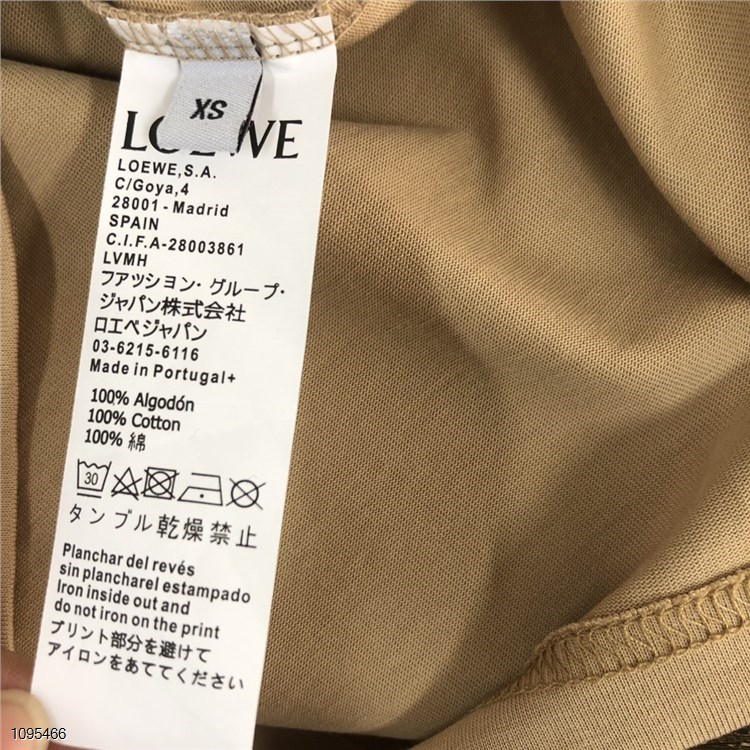 XS
LOEWE
LOEWE,S.A.
C/Goya,4
28001 - Madrid
SPAIN
C.I.F.A-28003861
LVMH
ファツション・グループ・
ジャパン株式会社
ロエベジャパン
03-6215-6116
Made in Portugal+
100% Algodón
100% Cotton
100% 綿
30
タンブル乾燥禁止
Planchar del revés
sin plancharel estampado
Iron inside out and
do not iron on the print
プリント部分を避けて
アイロンをあててください
1095466